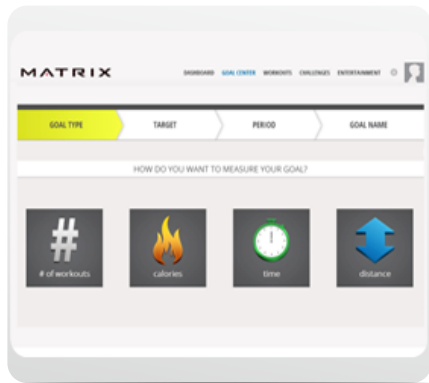 MATRIX
DASHBOARD GOAL CENTER WORKOUTS CHALLENGES ENTERTAINMENT
GOAL TYPE TARGET PERIOD GOAL NAME
HOW DO YOU WANT TO MEASURE YOUR GOAL?
# of workouts calories time distance